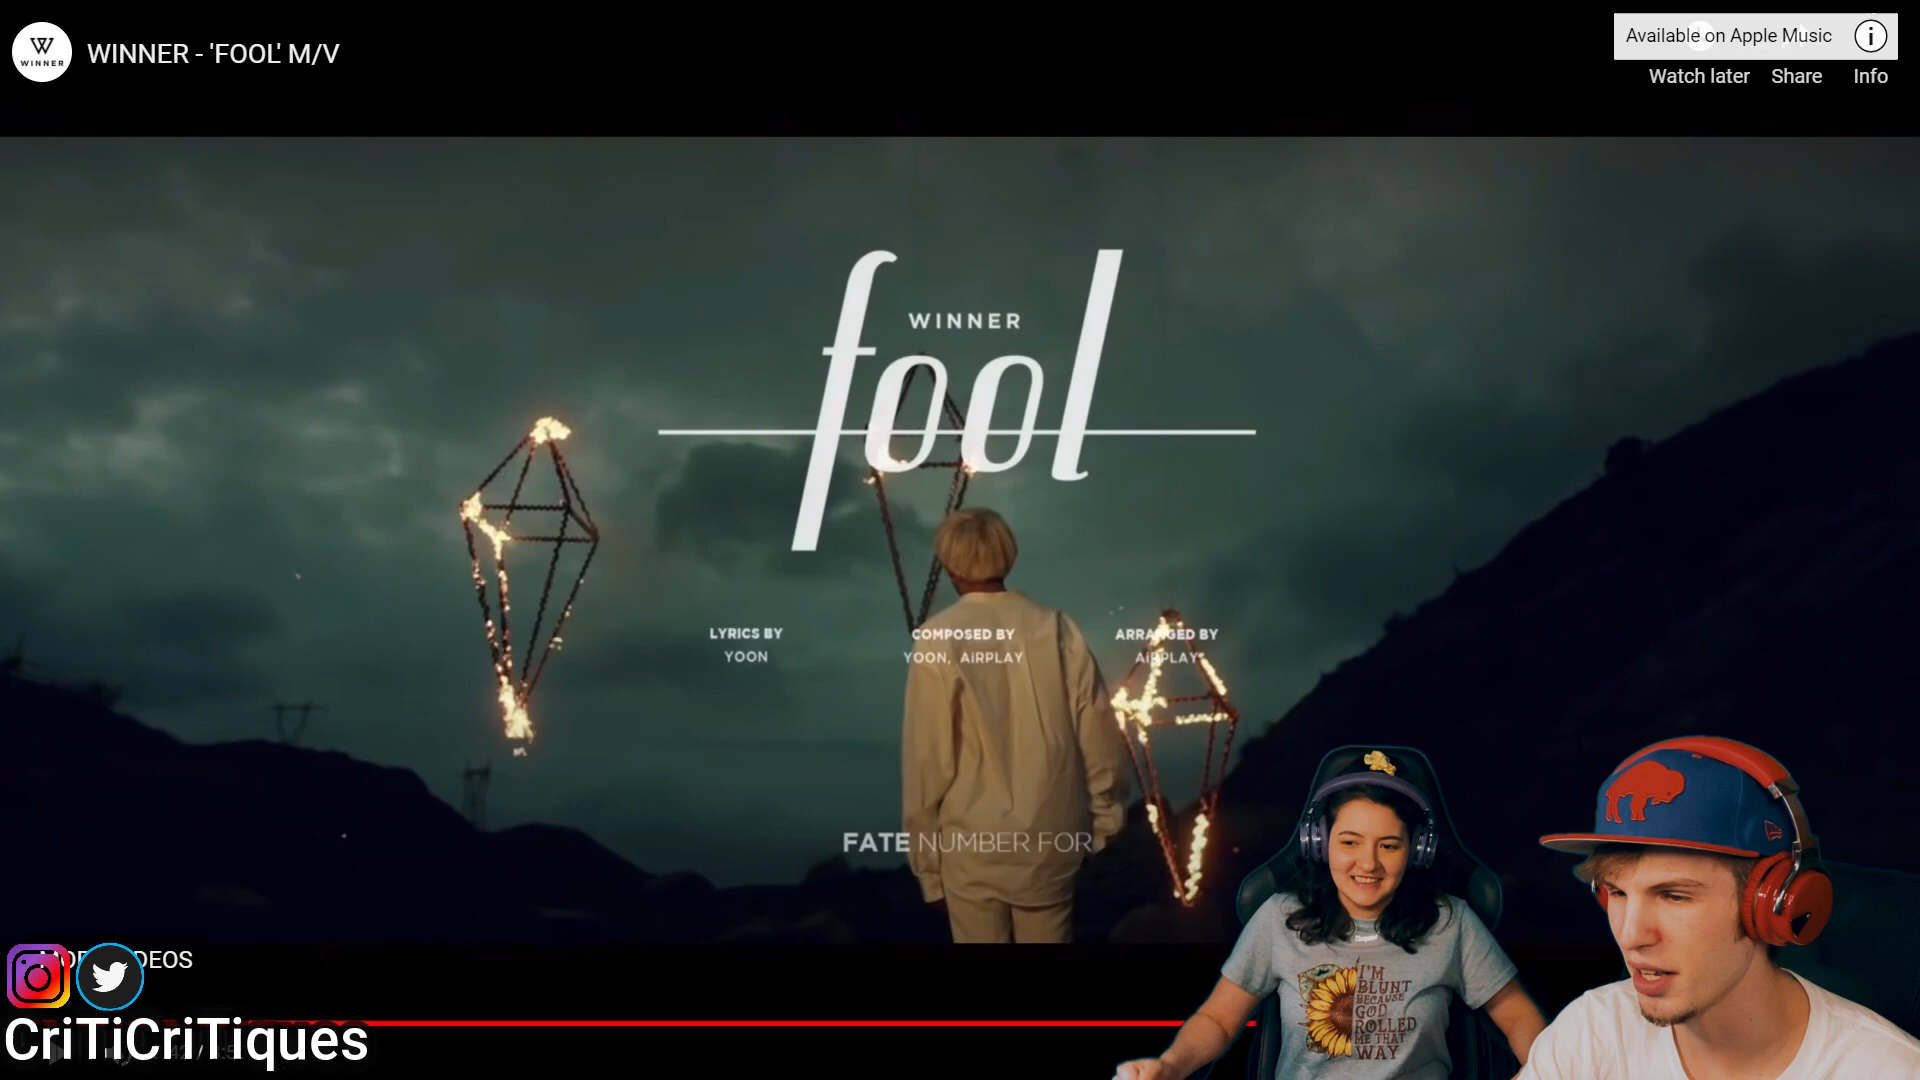 WINNER
WINNER - 'FOOL' M/V
Available on Apple Music
Watch later Share Info
WINNER
fool
LYRICS BY
YOON
COMPOSED BY
YOON, AiRPLAY
ARRANGED BY
AiRPLAY
FATE NUMBER FOR
I'M
BLUNT
BECAUSE
GOD
ROLLED
ME THAT
WAY
CriTiCriTiques